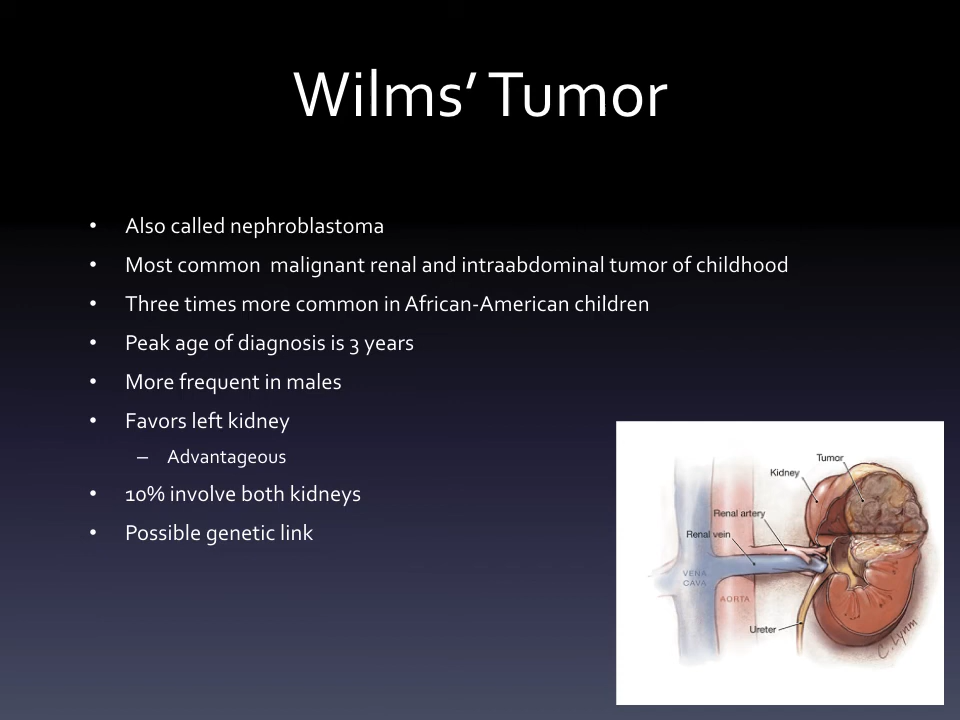 Wilms’ Tumor
• Also called nephroblastoma
• Most common  malignant renal and intraabdominal tumor of childhood
• Three times more common in African-American children
• Peak age of diagnosis is 3 years
• More frequent in males
• Favors left kidney
– Advantageous
• 10% involve both kidneys
• Possible genetic link
Tumor
Kidney
Renal artery
Renal vein
VENA
CAVA
AORTA
Ureter
C. Lynm